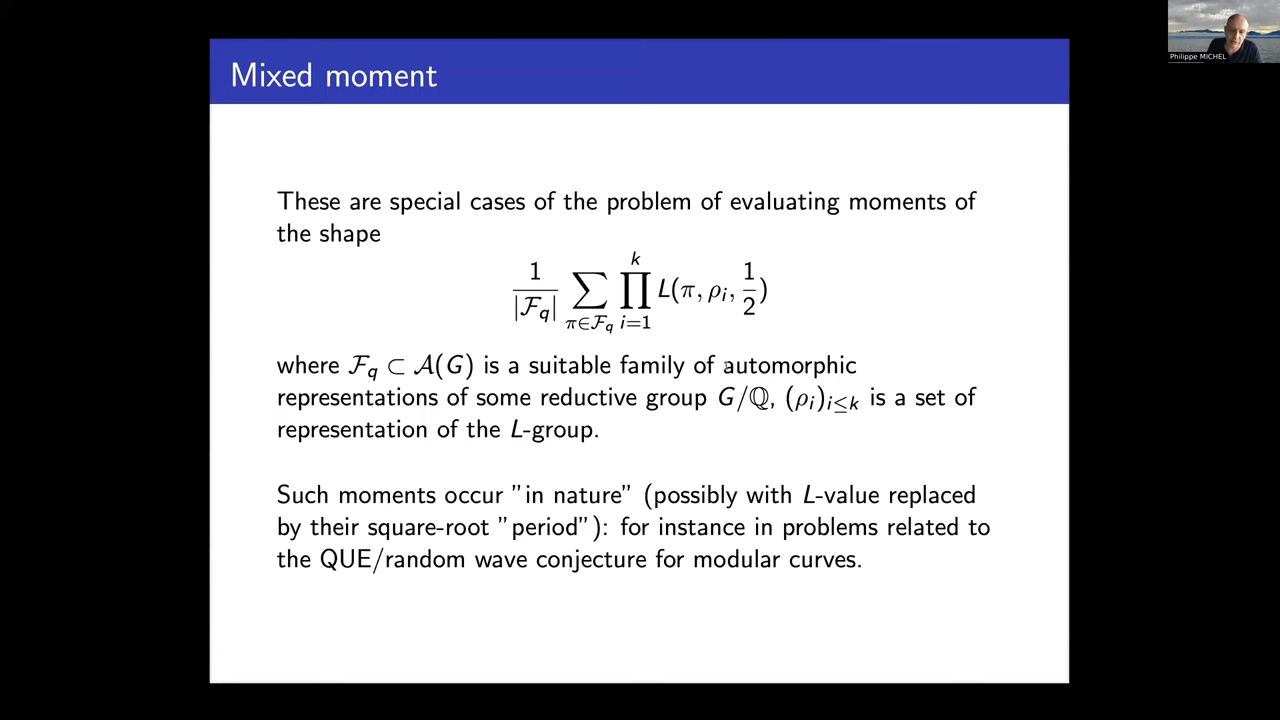 Philippe MICHEL
Mixed moment
These are special cases of the problem of evaluating moments of
the shape
$\frac{1}{|\mathcal{F}_q|} \sum_{\pi \in \mathcal{F}_q} \prod_{i=1}^{k} L(\pi, \rho_i, \frac{1}{2})$
where $\mathcal{F}_q \subset \mathcal{A}(G)$ is a suitable family of automorphic
representations of some reductive group $G/\mathbb{Q}$, $(\rho_i)_{i \leq k}$ is a set of
representation of the L-group.
Such moments occur "in nature" (possibly with L-value replaced
by their square-root "period"): for instance in problems related to
the QUE/random wave conjecture for modular curves.